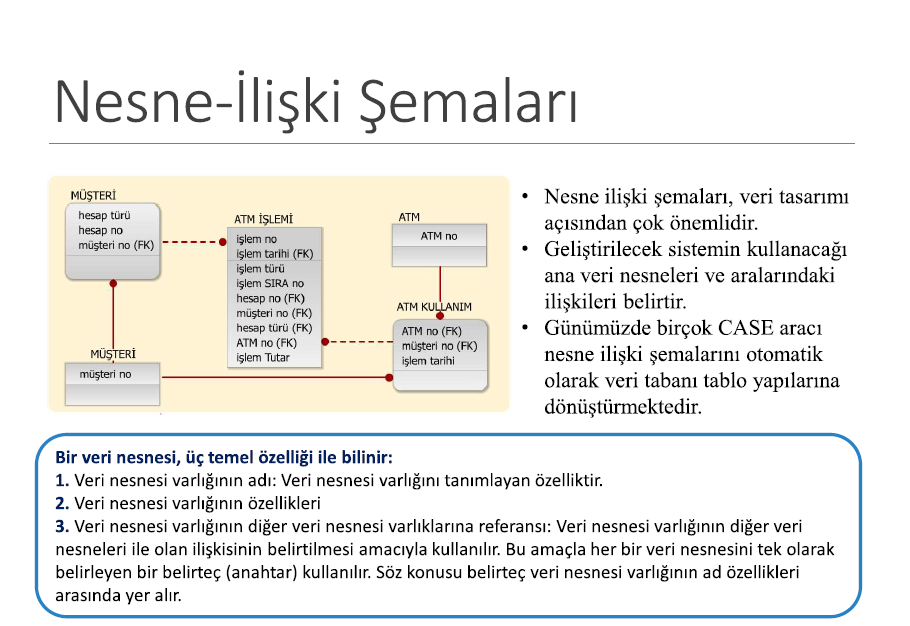 Nesne-İlişki Şemaları
MÜŞTERİ
hesap türü
hesap no
müşteri no (FK)
ATM İŞLEMİ
işlem no
işlem tarihi (FK)
işlem türü
işlem SIRA no
hesap no (FK)
müşteri no (FK)
hesap türü (FK)
ATM no (FK)
işlem Tutar
ATM
ATM no
ATM KULLANIM
ATM no (FK)
müşteri no (FK)
işlem tarihi
MÜŞTERİ
müşteri no
• Nesne ilişki şemaları, veri tasarımı
açısından çok önemlidir.
• Geliştirilecek sistemin kullanacağı
ana veri nesneleri ve aralarındaki
ilişkileri belirtir.
• Günümüzde birçok CASE aracı
nesne ilişki şemalarını otomatik
olarak veri tabanı tablo yapılarına
dönüştürmektedir.
Bir veri nesnesi, üç temel özelliği ile bilinir:
1. Veri nesnesi varlığının adı: Veri nesnesi varlığını tanımlayan özelliktir.
2. Veri nesnesi varlığının özellikleri
3. Veri nesnesi varlığının diğer veri nesnesi varlıklarına referansı: Veri nesnesi varlığının diğer veri
nesneleri ile olan ilişkisinin belirtilmesi amacıyla kullanılır. Bu amaçla her bir veri nesnesini tek olarak
belirleyen bir belirteç (anahtar) kullanılır. Söz konusu belirteç veri nesnesi varlığının ad özellikleri
arasında yer alır.